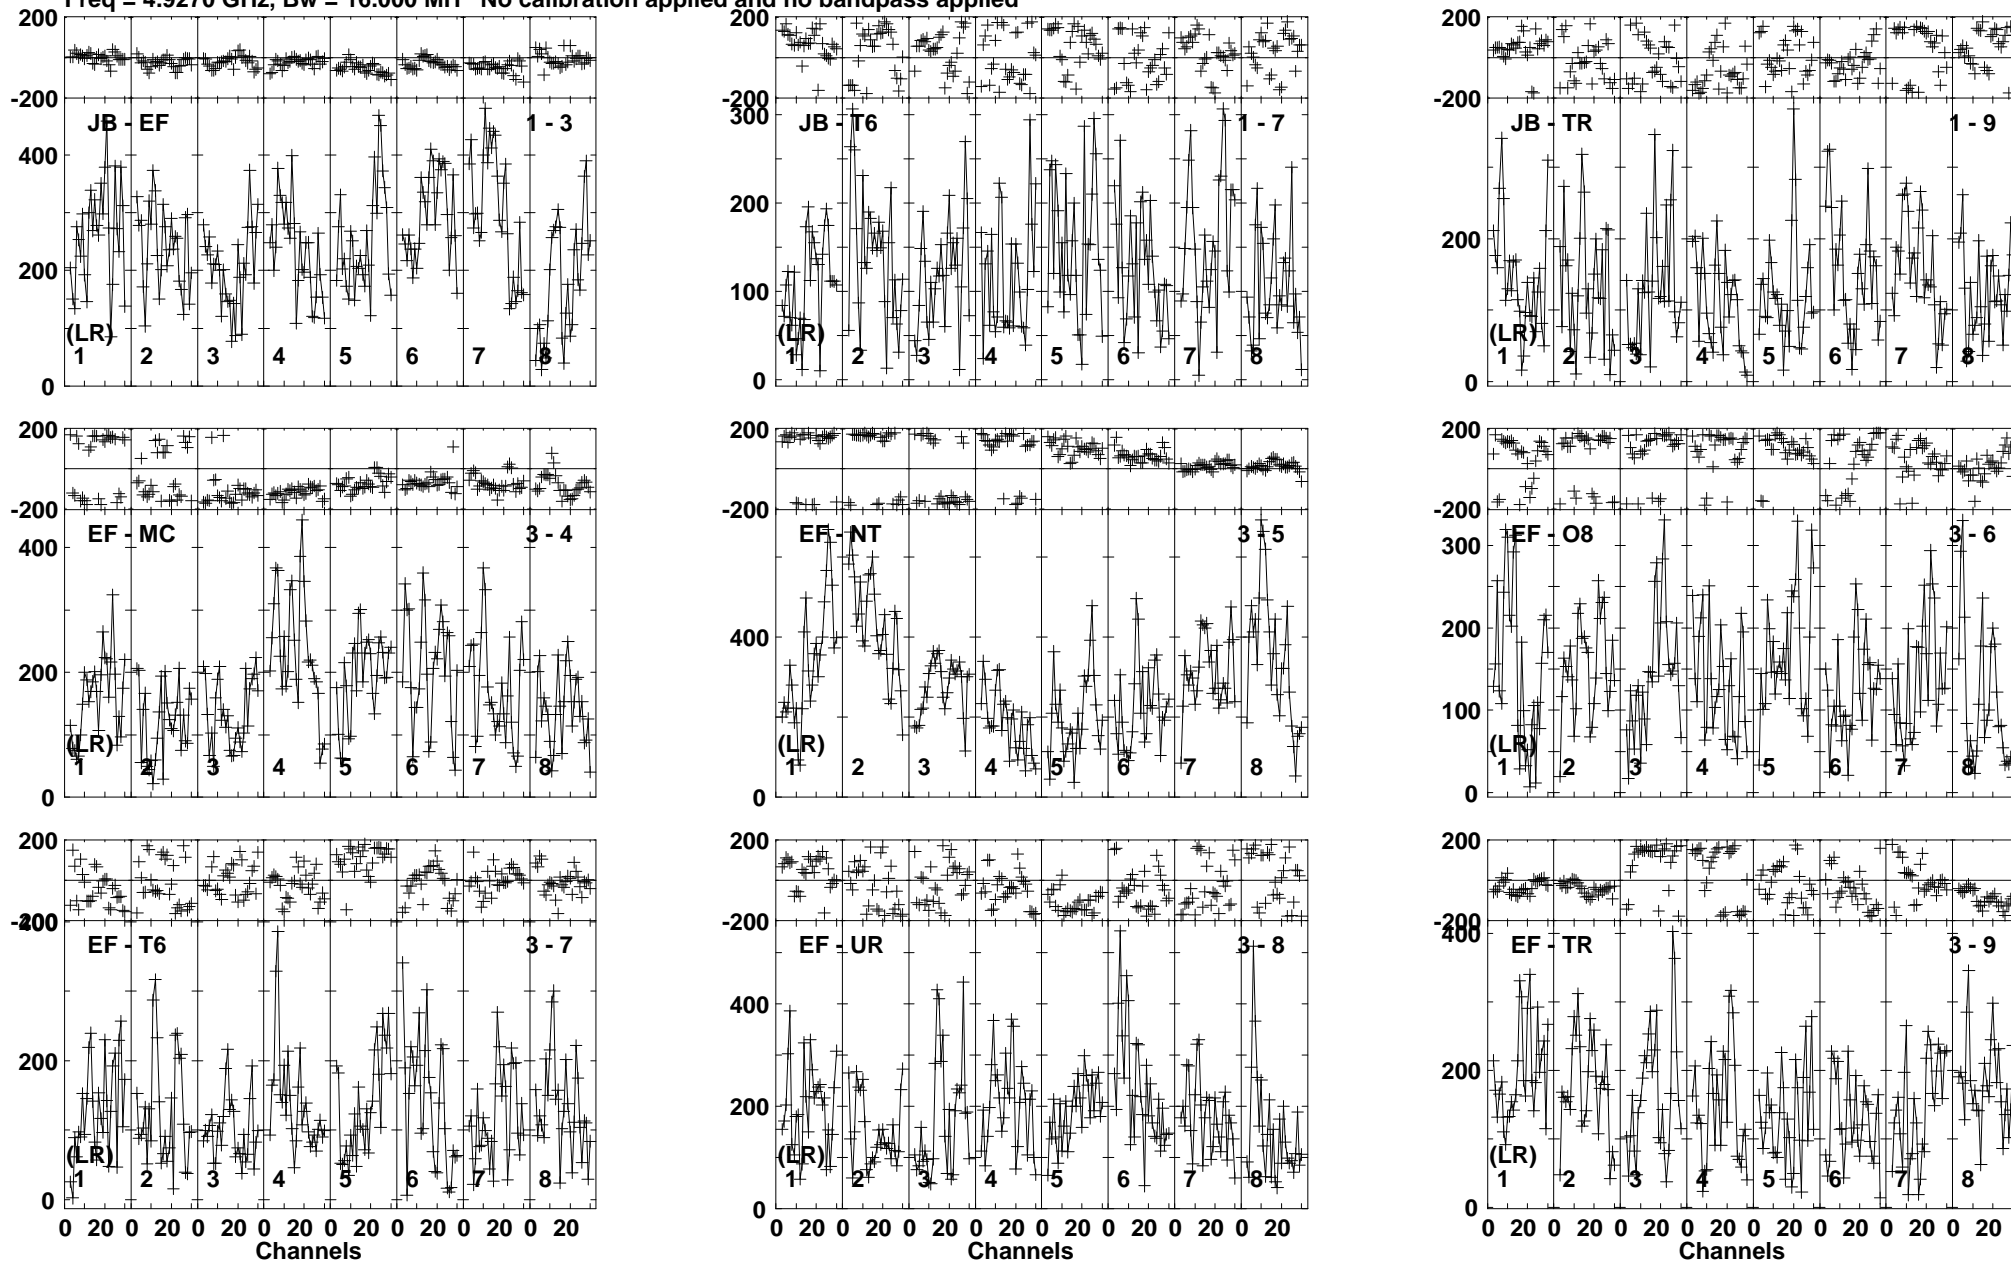 Freq = 4.9270 GHz, Bw = 16.000 MH No calibration applied and no bandpass applied
200 200 200
-200 -200 -200
JB - EF 1 - 3 JB - T6 1 - 7 JB - TR 1 - 9
400 300
200 200 200
100
(LR) (LR) (LR)
1 2 3 4 5 6 7 8 1 2 3 4 5 6 7 8 1 2 3 4 5 6 7 8
0 0 0
200 200 200
-200 -200 -200
EF - MC 3 - 4 EF - NT 3 - 5 EF - O8 3 - 6
400 400 300
200 200
100
(LR) (LR) (LR)
1 2 3 4 5 6 7 8 1 2 3 4 5 6 7 8 1 2 3 4 5 6 7 8
0 0 0
200 200 200
-200 -200 -200
400 400
EF - T6 3 - 7 EF - UR 3 - 8 EF - TR 3 - 9
400
200 200 200
(LR) (LR) (LR)
1 2 3 4 5 6 7 8 1 2 3 4 5 6 7 8 1 2 3 4 5 6 7 8
0 0 0
0 20 0 20 0 20 0 20 0 20 0 20 0 20 0 20 0 20 0 20 0 20 0 20 0 20 0 20 0 20 0 20 0 20 0 20 0 20 0 20 0 20 0 20 0 20 0 20
Channels Channels Channels